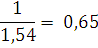 1/1,54 = 0,65